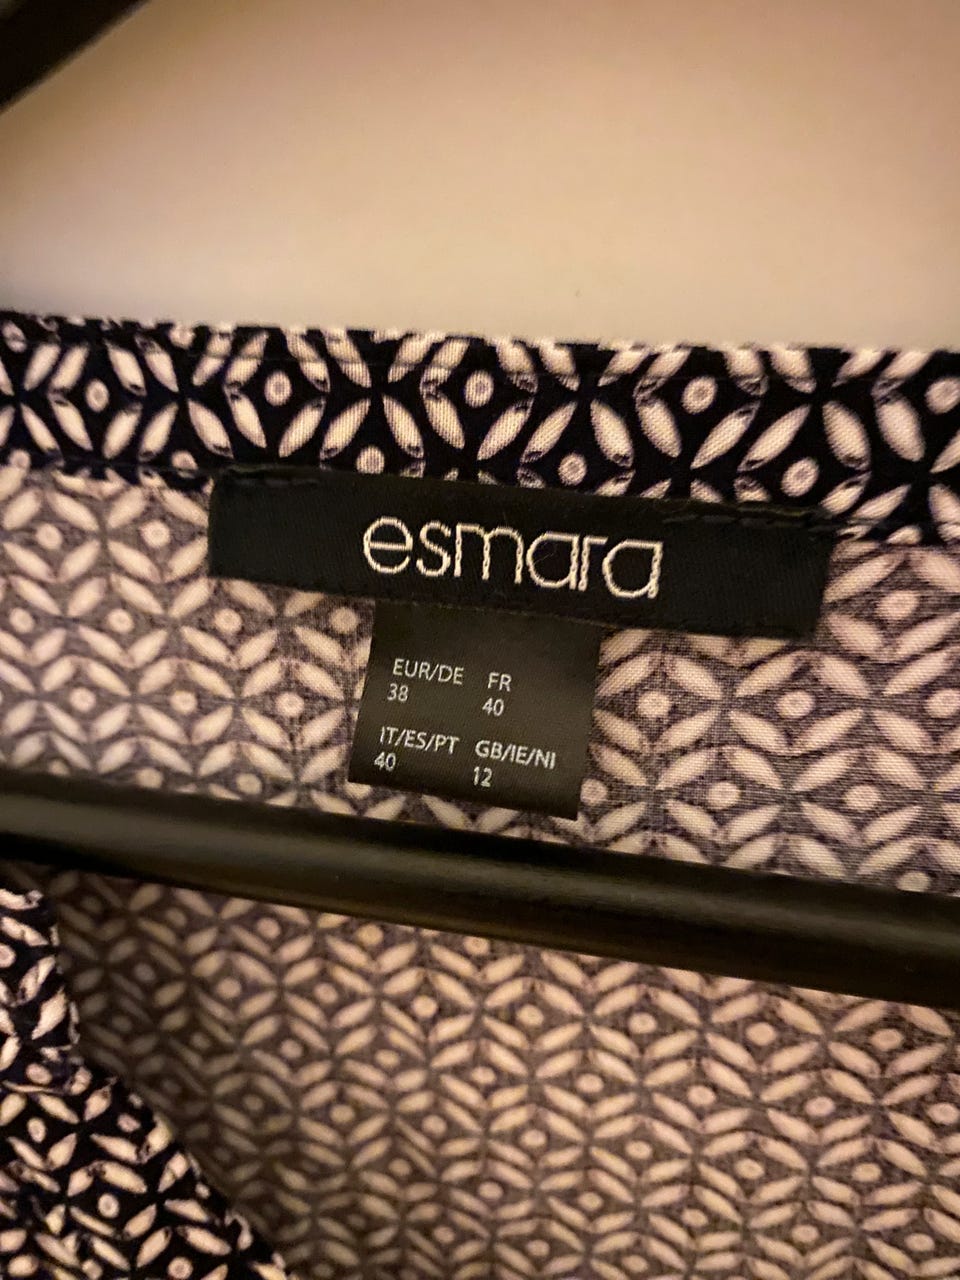 esmara
EUR/DE FR
38 40
IT/ES/PT GB/IE/NI
40 12